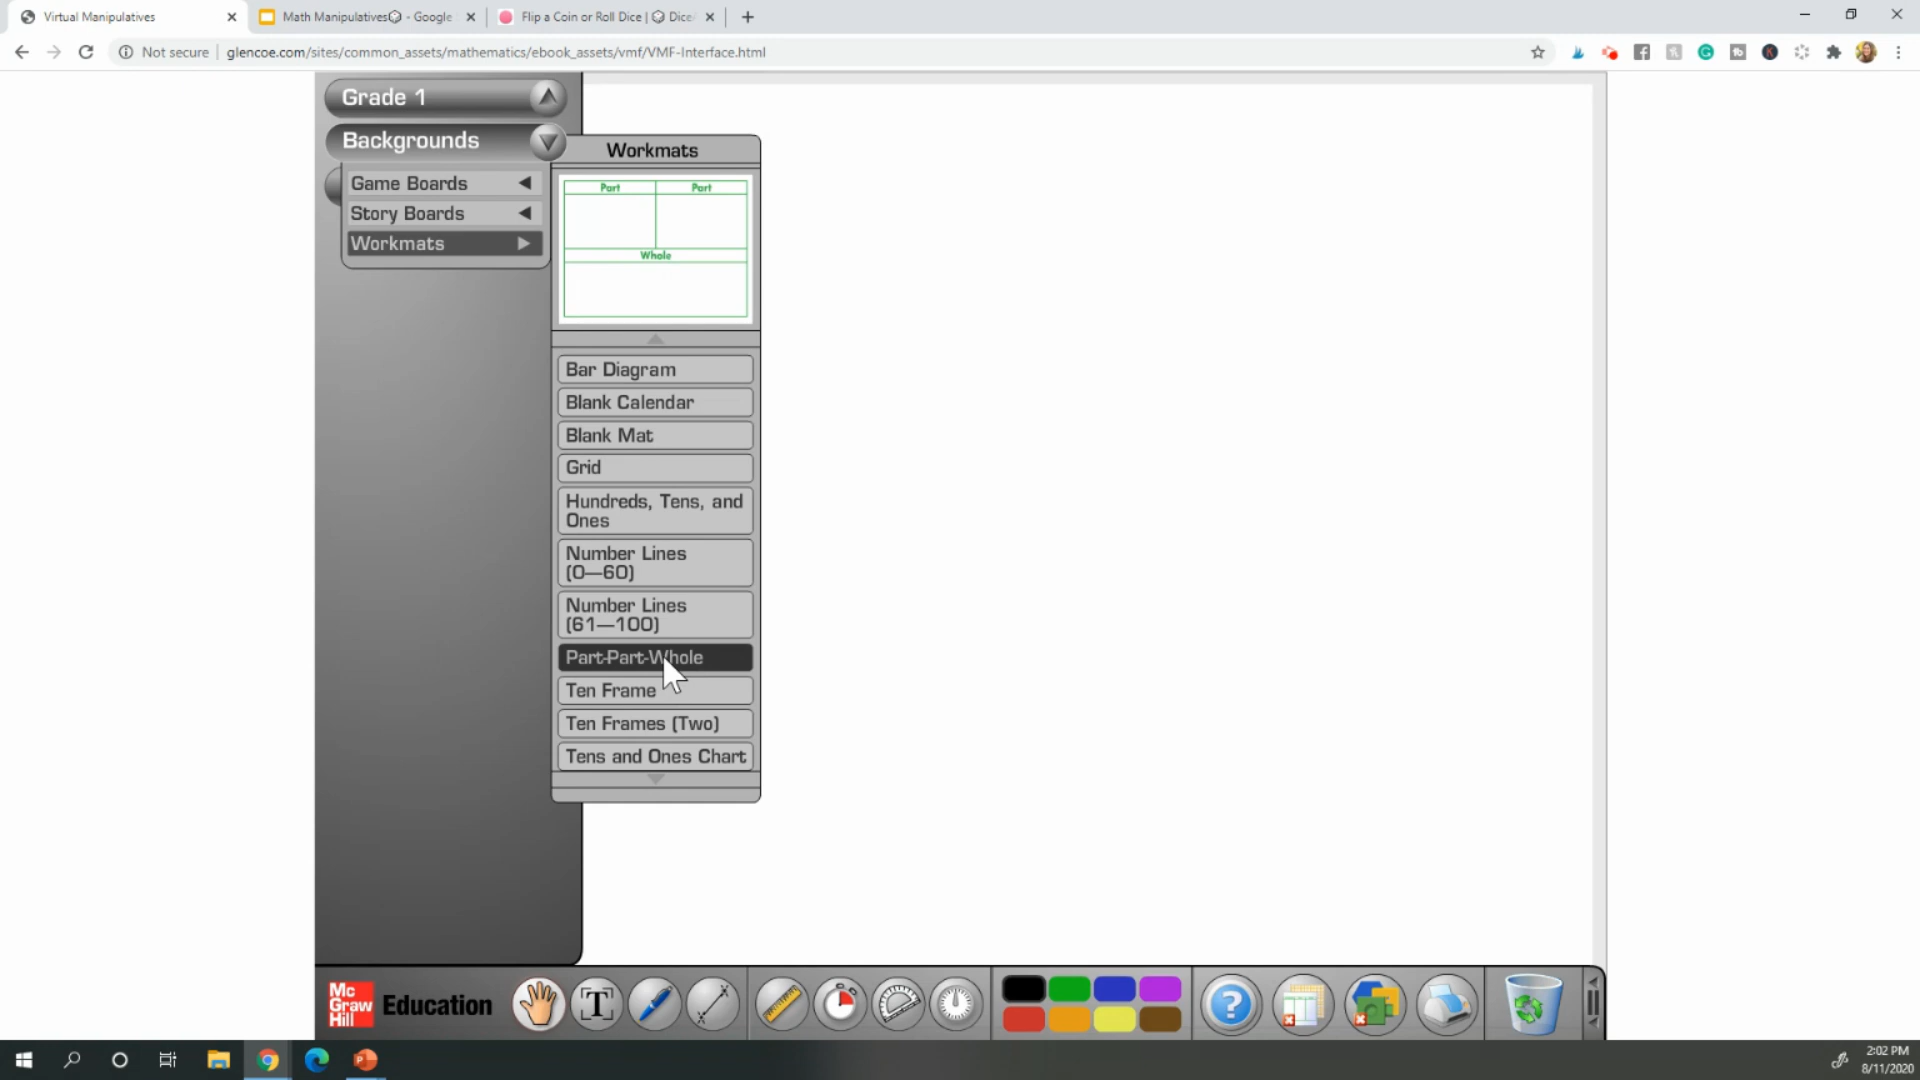 Virtual Manipulatives
Math Manipulatives - Google
Flip a Coin or Roll Dice | Dice
Not secure
glencoe.com/sites/common_assets/mathematics/ebook_assets/vmf/VMF-Interface.html
Grade 1
Backgrounds
Game Boards
Story Boards
Workmats
Workmats
Part Part
Whole
Bar Diagram
Blank Calendar
Blank Mat
Grid
Hundreds, Tens, and
Ones
Number Lines
(0—60)
Number Lines
(61—100)
Part-Part-Whole
Ten Frame
Ten Frames (Two)
Tens and Ones Chart
Mc
Graw
Hill
Education
T
?
2:02 PM
8/11/2020